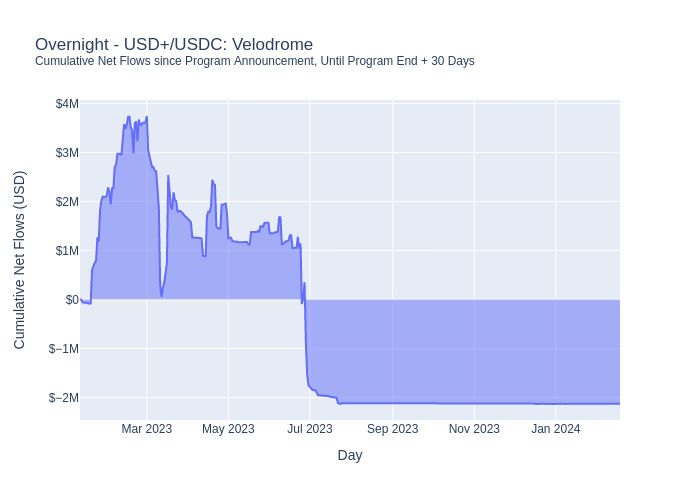 Overnight - USD+/USDC: Velodrome
Cumulative Net Flows since Program Announcement, Until Program End + 30 Days
Cumulative Net Flows (USD)
$4M
$3M
$2M
$1M
$0
−$1M
−$2M
Mar 2023
May 2023
Jul 2023
Sep 2023
Nov 2023
Jan 2024
Day